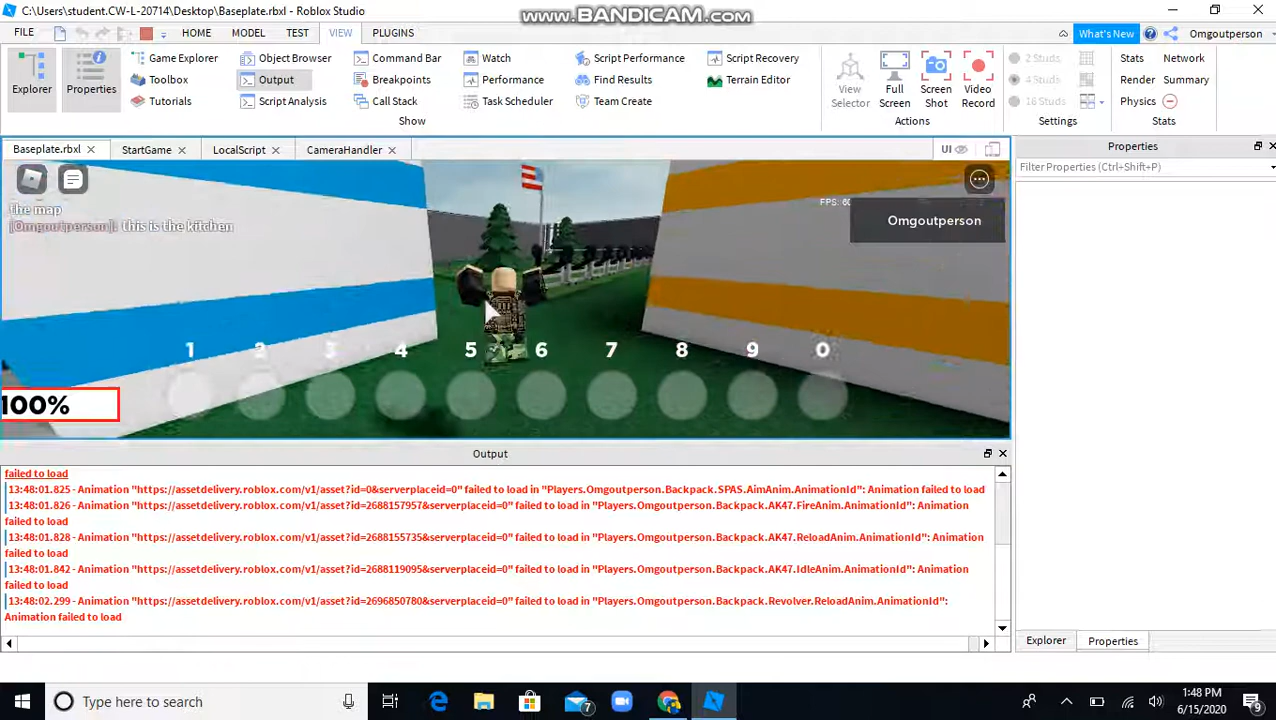 C:\Users\student.CW-L-20714\Desktop\Baseplate.rbxl - Roblox Studio
www.BANDICAM.com
FILE HOME MODEL TEST VIEW PLUGINS What's New Omgoutperson
Explorer
Properties
Game Explorer
Toolbox
Tutorials
Object Browser
Output
Script Analysis
Command Bar
Breakpoints
Call Stack
Watch
Performance
Task Scheduler
Script Performance
Find Results
Team Create
Script Recovery
Terrain Editor
Show
View Selector
Full Screen
Screen Shot
Video Record
Actions
2 Studs
4 Studs
16 Studs
Settings
Stats Network
Render Summary
Physics
Stats
Baseplate.rbxl StartGame LocalScript CameraHandler UI
Properties
Filter Properties (Ctrl+Shift+P)
the map
[Omgoutperson]: this is the kitchen
FPS: 60
Omgoutperson
1 2 3 4 5 6 7 8 9 0
100%
Output
failed to load
13:48:01.825 - Animation "https://assetdelivery.roblox.com/v1/asset?id=0&serverplaceid=0" failed to load in "Players.Omgoutperson.Backpack.SPAS.AimAnim.AnimationId": Animation failed to load
13:48:01.826 - Animation "https://assetdelivery.roblox.com/v1/asset?id=2688157957&serverplaceid=0" failed to load in "Players.Omgoutperson.Backpack.AK47.FireAnim.AnimationId": Animation
failed to load
13:48:01.828 - Animation "https://assetdelivery.roblox.com/v1/asset?id=2688155735&serverplaceid=0" failed to load in "Players.Omgoutperson.Backpack.AK47.ReloadAnim.AnimationId": Animation
failed to load
13:48:01.842 - Animation "https://assetdelivery.roblox.com/v1/asset?id=2688119095&serverplaceid=0" failed to load in "Players.Omgoutperson.Backpack.AK47.IdleAnim.AnimationId": Animation
failed to load
13:48:02.299 - Animation "https://assetdelivery.roblox.com/v1/asset?id=2696850780&serverplaceid=0" failed to load in "Players.Omgoutperson.Backpack.Revolver.ReloadAnim.AnimationId":
Animation failed to load
Explorer Properties
Type here to search
7
1:48 PM
6/15/2020
9